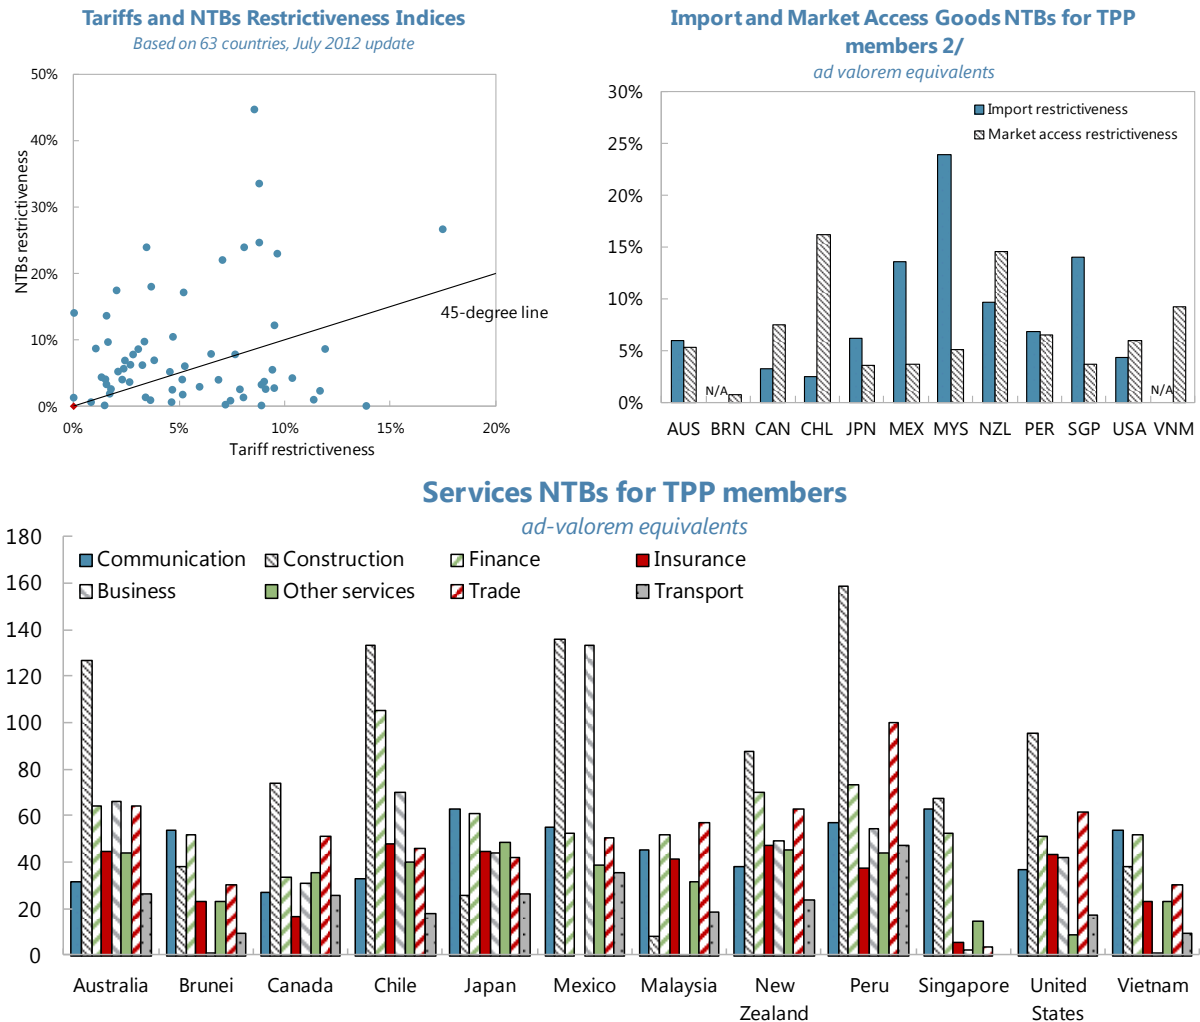 Tariffs and NTBs Restrictiveness Indices
Based on 63 countries, July 2012 update
50%
40%
30%
20%
10%
0%
NTBs restrictiveness
45-degree line
0%
5%
10%
15%
20%
Tariff restrictiveness
Import and Market Access Goods NTBs for TPP
members 2/
ad valorem equivalents
30%
25%
20%
15%
10%
5%
0%
Import restrictiveness
Market access restrictiveness
N/A
N/A
AUS BRN CAN CHL JPN MEX MYS NZL PER SGP USA VNM
Services NTBs for TPP members
ad-valorem equivalents
180
160
140
120
100
80
60
40
20
0
Communication Construction Finance Insurance
Business Other services Trade Transport
Australia Brunei Canada Chile Japan Mexico Malaysia New Peru Singapore United Vietnam
Zealand States